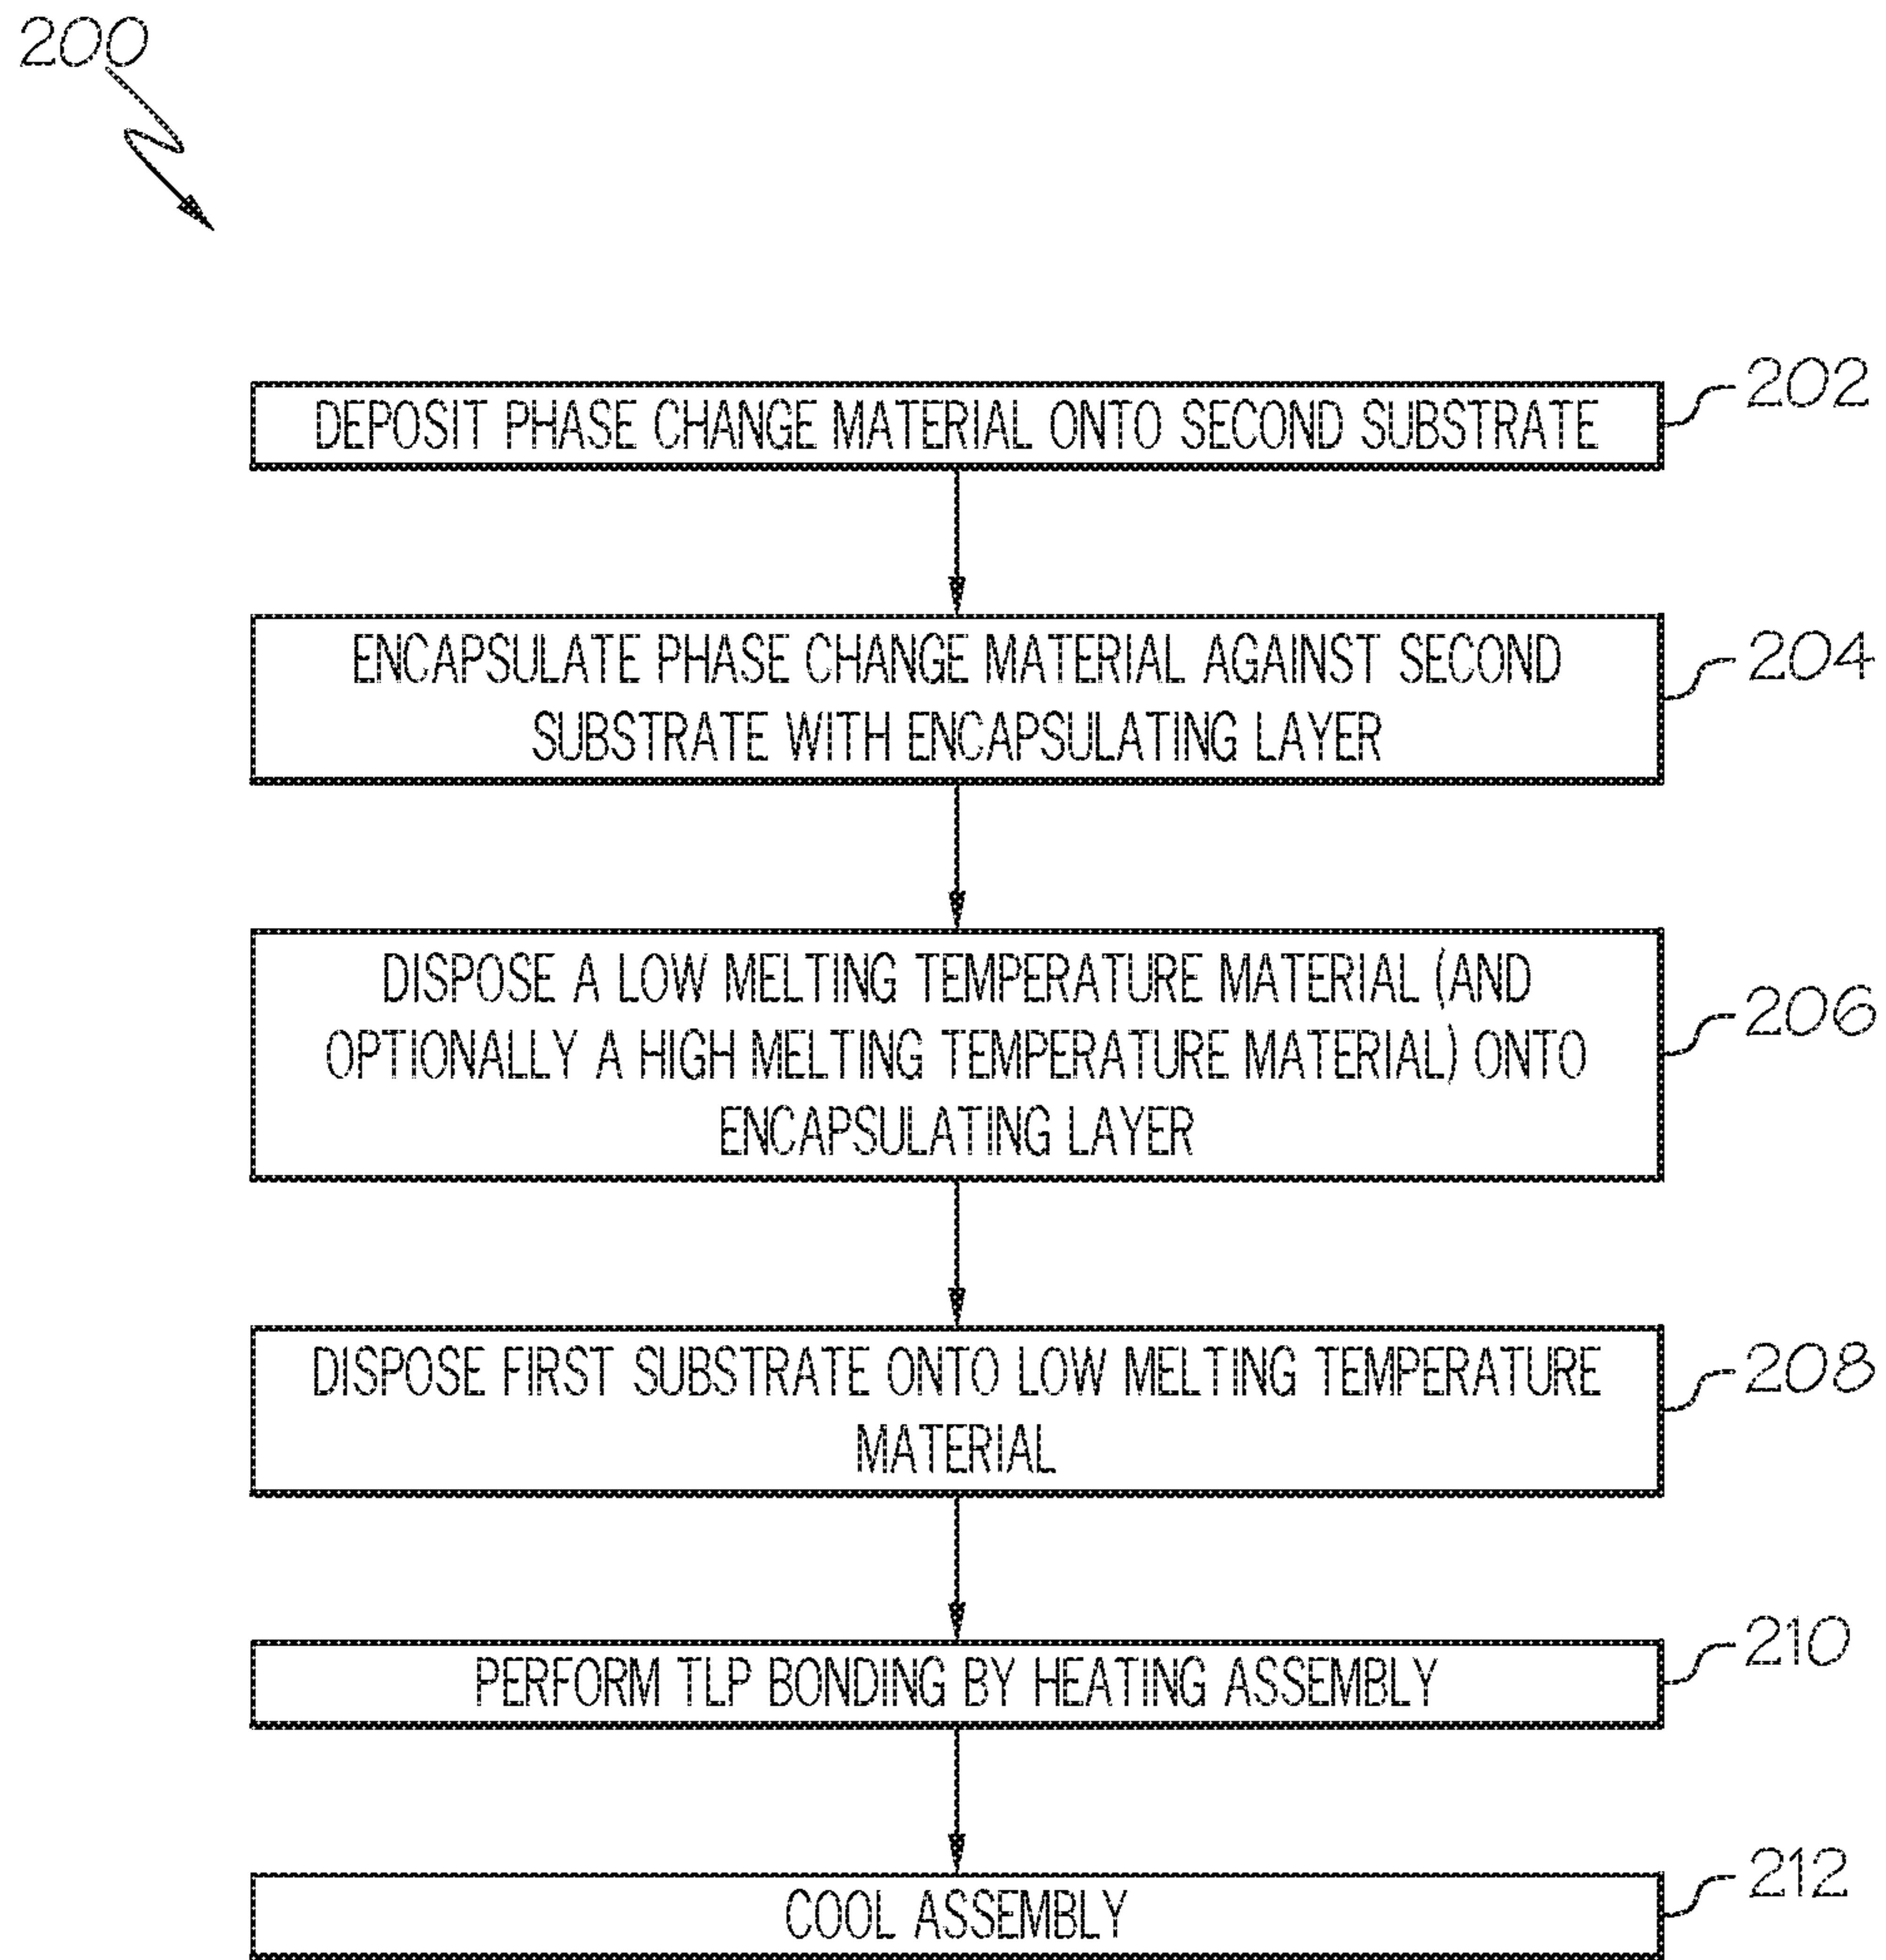 200
DEPOSIT PHASE CHANGE MATERIAL ONTO SECOND SUBSTRATE
202
ENCAPSULATE PHASE CHANGE MATERIAL AGAINST SECOND
SUBSTRATE WITH ENCAPSULATING LAYER
204
DISPOSE A LOW MELTING TEMPERATURE MATERIAL (AND
OPTIONALLY A HIGH MELTING TEMPERATURE MATERIAL) ONTO
ENCAPSULATING LAYER
206
DISPOSE FIRST SUBSTRATE ONTO LOW MELTING TEMPERATURE
MATERIAL
208
PERFORM TLP BONDING BY HEATING ASSEMBLY
210
COOL ASSEMBLY
212